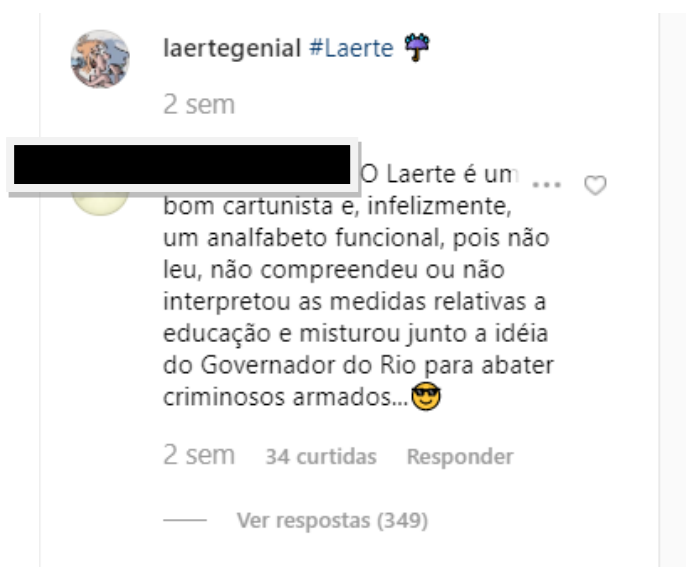 laertegenial #Laerte
2 sem
O Laerte é um
bom cartunista e, infelizmente,
um analfabeto funcional, pois não
leu, não compreendeu ou não
interpretou as medidas relativas a
educação e misturou junto a idéia
do Governador do Rio para abater
criminosos armados...
2 sem 34 curtidas Responder
Ver respostas (349)